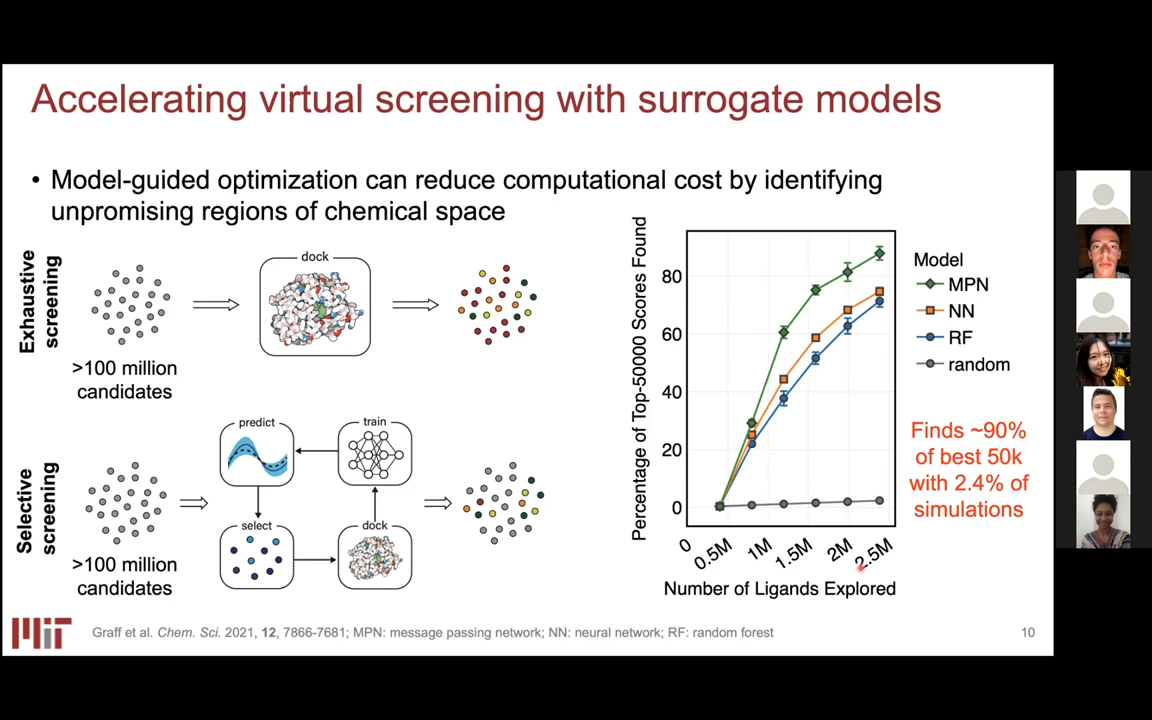 Accelerating virtual screening with surrogate models
• Model-guided optimization can reduce computational cost by identifying
unpromising regions of chemical space
Exhaustive
screening
>100 million
candidates
dock
Selective
screening
>100 million
candidates
predict
train
select
dock
Percentage of Top-50000 Scores Found
80
60
40
20
0
0
0.5M
1M
1.5M
2M
2.5M
Number of Ligands Explored
Model
MPN
NN
RF
random
Finds ~90%
of best 50k
with 2.4% of
simulations
MIT
Graff et al. Chem. Sci. 2021, 12, 7866-7681; MPN: message passing network; NN: neural network; RF: random forest
10